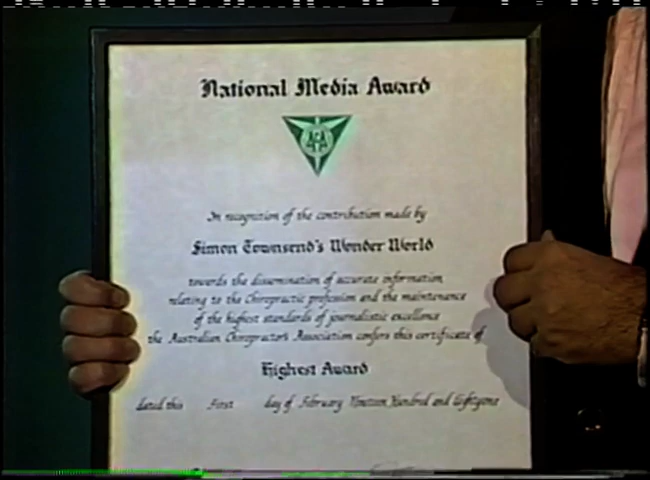 National Media Award
ACA
In recognition of the contribution made by
Simon Townsend's Wonder World
towards the dissemination of accurate information
relating to the Chiropractic profession and the maintenance
of the highest standards of journalistic excellence
the Australian Chiropractors Association confers this certificate of
Highest Award
dated this First day of February Nineteen Hundred and Eightyone